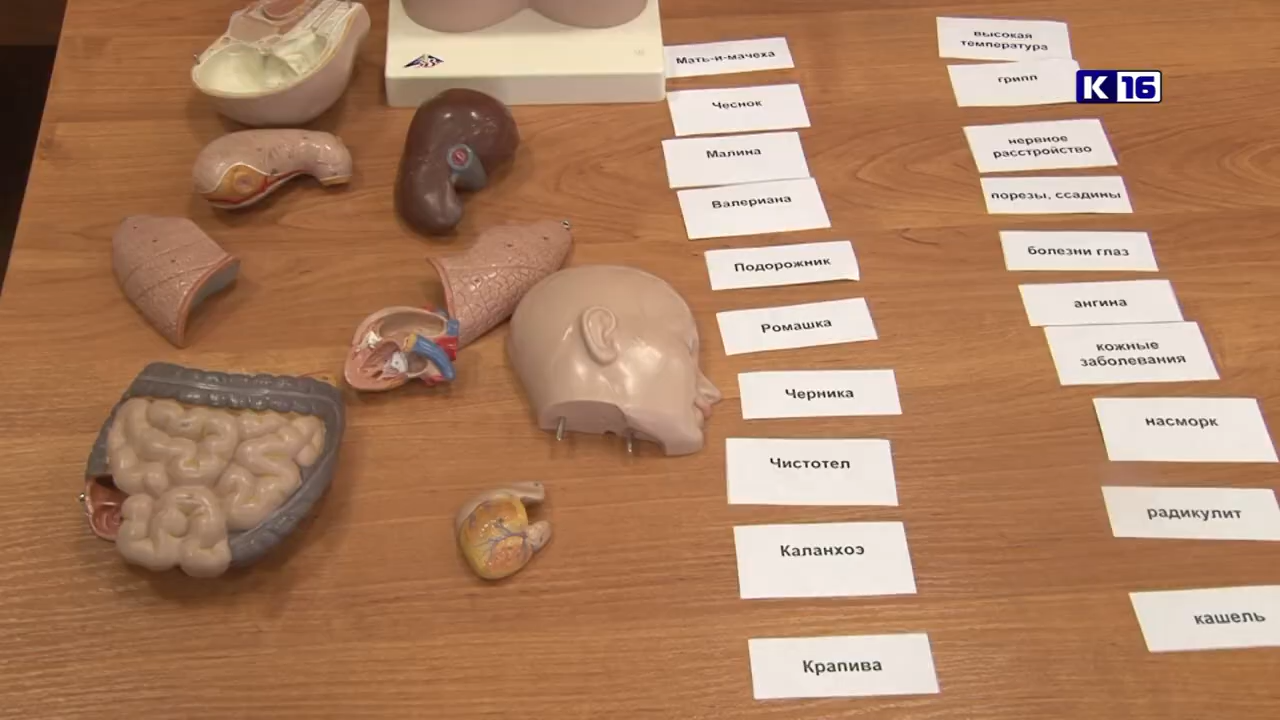 Мать-и-мачеха
Чеснок
Малина
Валериана
Подорожник
Ромашка
Черника
Чистотел
Каланхоэ
Крапива
высокая
температура
грипп
нервное
расстройство
порезы, ссадины
болезни глаз
ангина
кожные
заболевания
насморк
радикулит
кашель
К 16